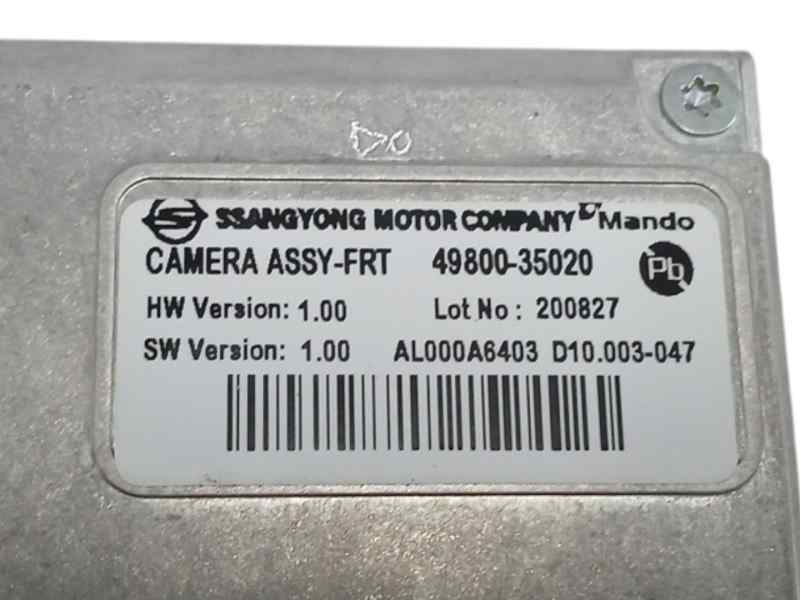 SSANGYONG MOTOR COMPANY Mando
CAMERA ASSY-FRT 49800-35020 Pb
HW Version: 1.00 Lot No : 200827
SW Version: 1.00 AL000A6403 D10.003-047